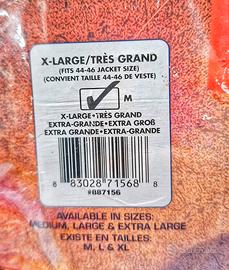 X-LARGE/TRÈS GRAND
(FITS 44-46 JACKET SIZE)
(CONVIENT TAILLE 44-46 DE VESTE)
M
X-LARGE•TRÈS GRAND
EXTRA-GRANDE•EXTRA GROß
EXTRA GRANDE•EXTRA-GRANDE
8 83028 71568 8
#887156
AVAILABLE IN SIZES:
MEDIUM, LARGE & EXTRA LARGE
EXISTE EN TAILLES:
M, L & XL